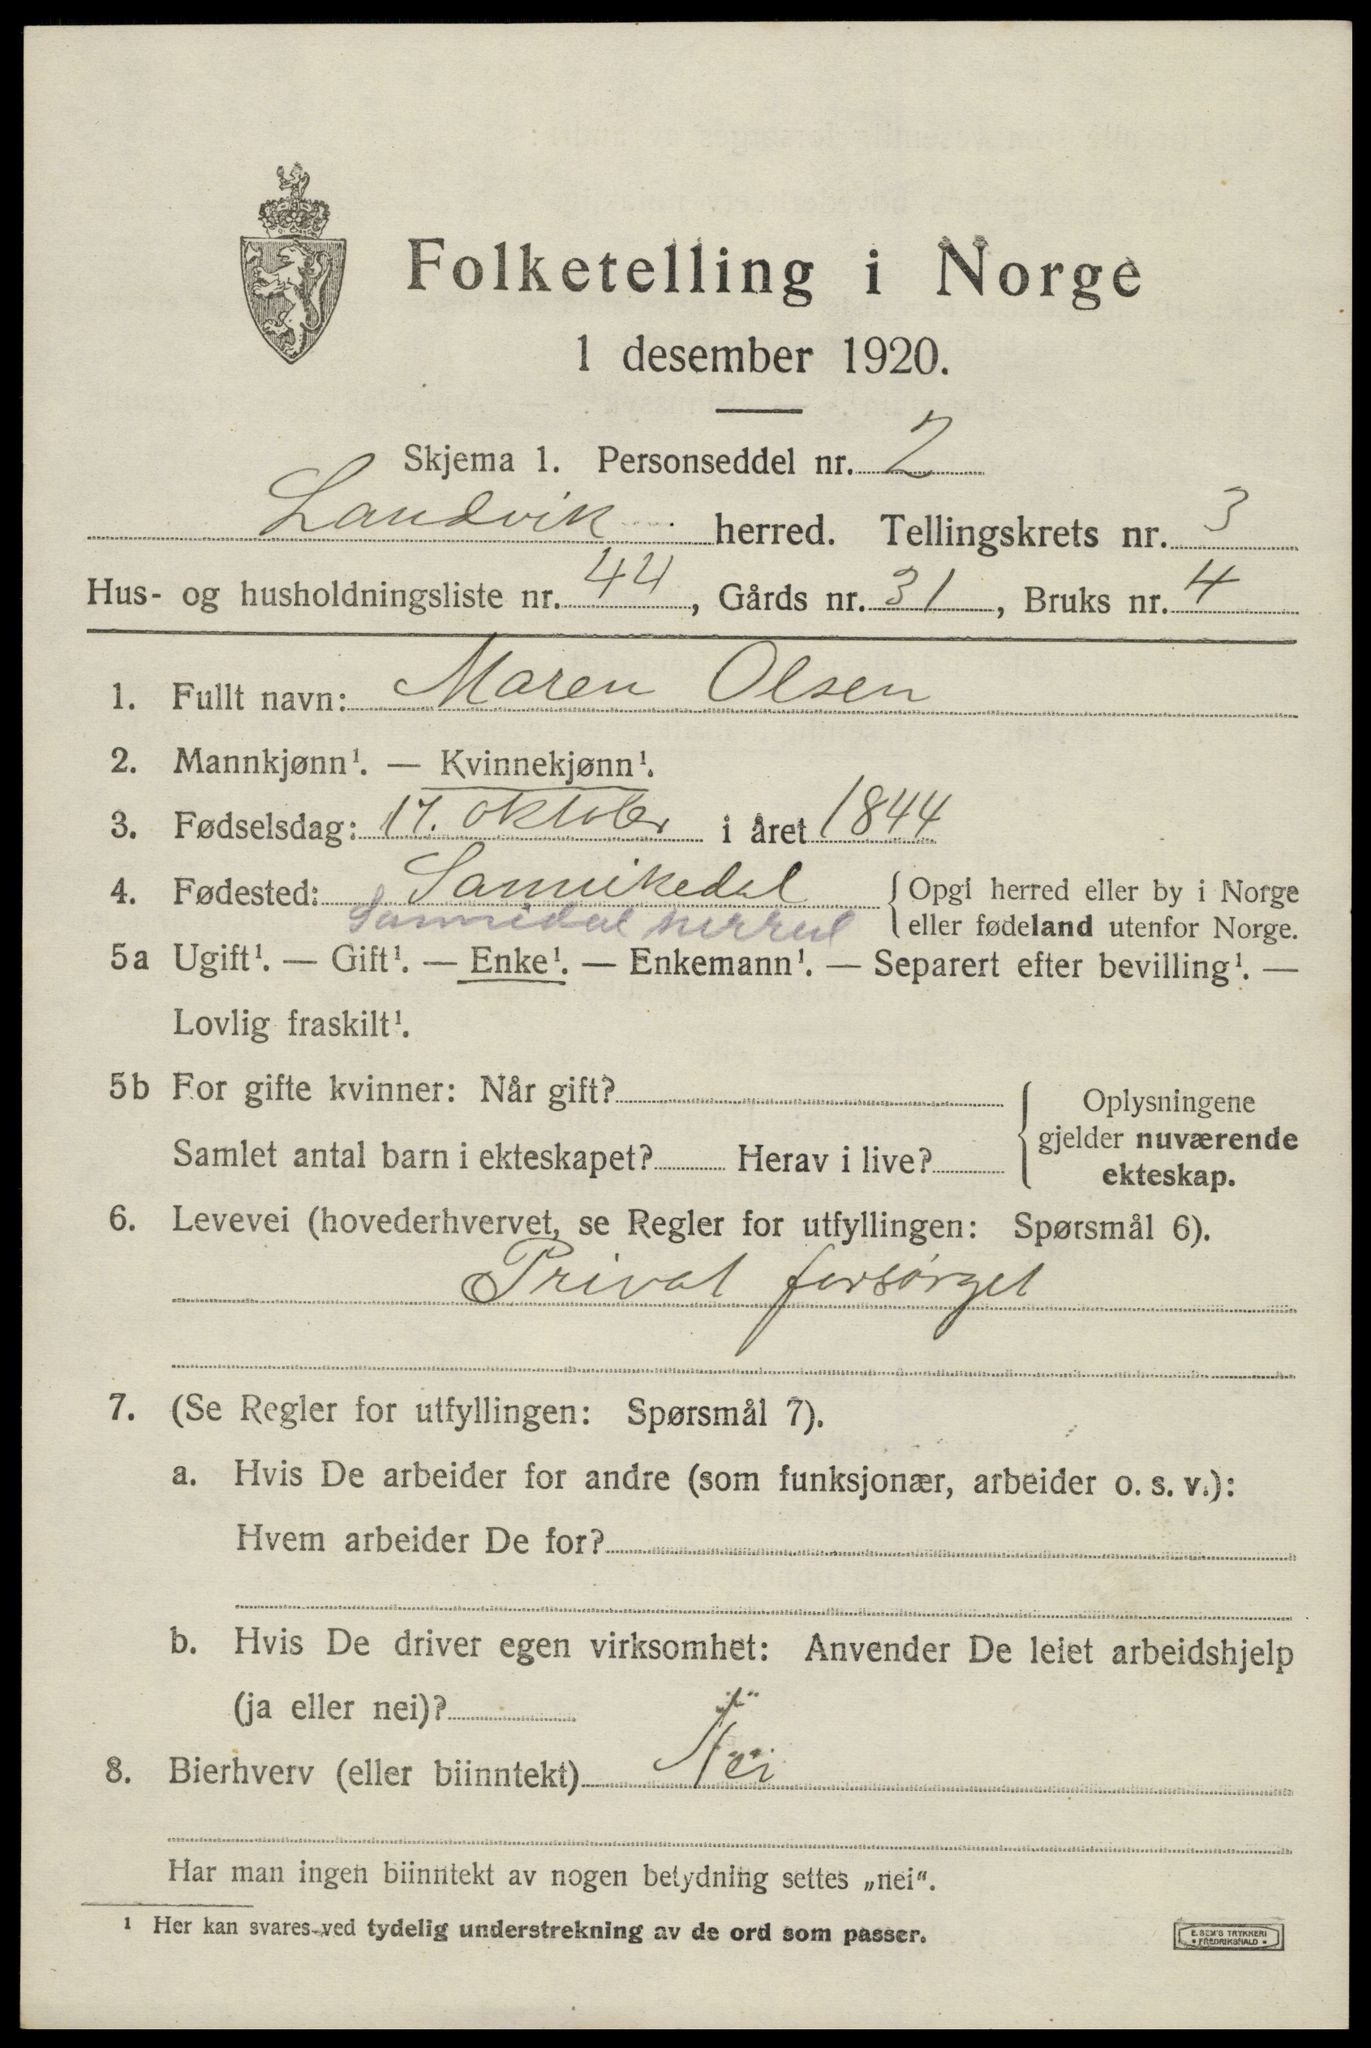 Folketelling i Norge
1 desember 1920.
Skjema 1. Personseddel nr. 2
Landvik herred. Tellingskrets nr. 3
Hus- og husholdningsliste nr. 44, Gårds nr. 31, Bruks nr. 4
1. Fullt navn: Maren Olsen
2. Mannkjønn¹. — Kvinnekjønn¹.
3. Fødselsdag: 17. oktober i året 1844
4. Fødested: Sannikedal {Opgi herred eller by i Norge
Sannidal herred eller fødeland utenfor Norge.
5a Ugift¹. — Gift¹. — Enke¹. — Enkemann¹. — Separert efter bevilling¹. —
Lovlig fraskilt¹.
5b For gifte kvinner: Når gift?
Samlet antal barn i ekteskapet? Herav i live?
Oplysningene
gjelder nuværende
ekteskap.
6. Levevei (hovederhvervet, se Regler for utfyllingen: Spørsmål 6).
Privat forsørget
7. (Se Regler for utfyllingen: Spørsmål 7).
a. Hvis De arbeider for andre (som funksjonær, arbeider o. s. v.):
Hvem arbeider De for?
b. Hvis De driver egen virksomhet: Anvender De leiet arbeidshjelp
(ja eller nei)?
8. Bierhverv (eller biinntekt) Nei
Har man ingen biinntekt av nogen betydning settes „nei".
¹ Her kan svares ved tydelig understrekning av de ord som passer.
E. SEM'S TRYKKERI
• FREDRIKSHALD •